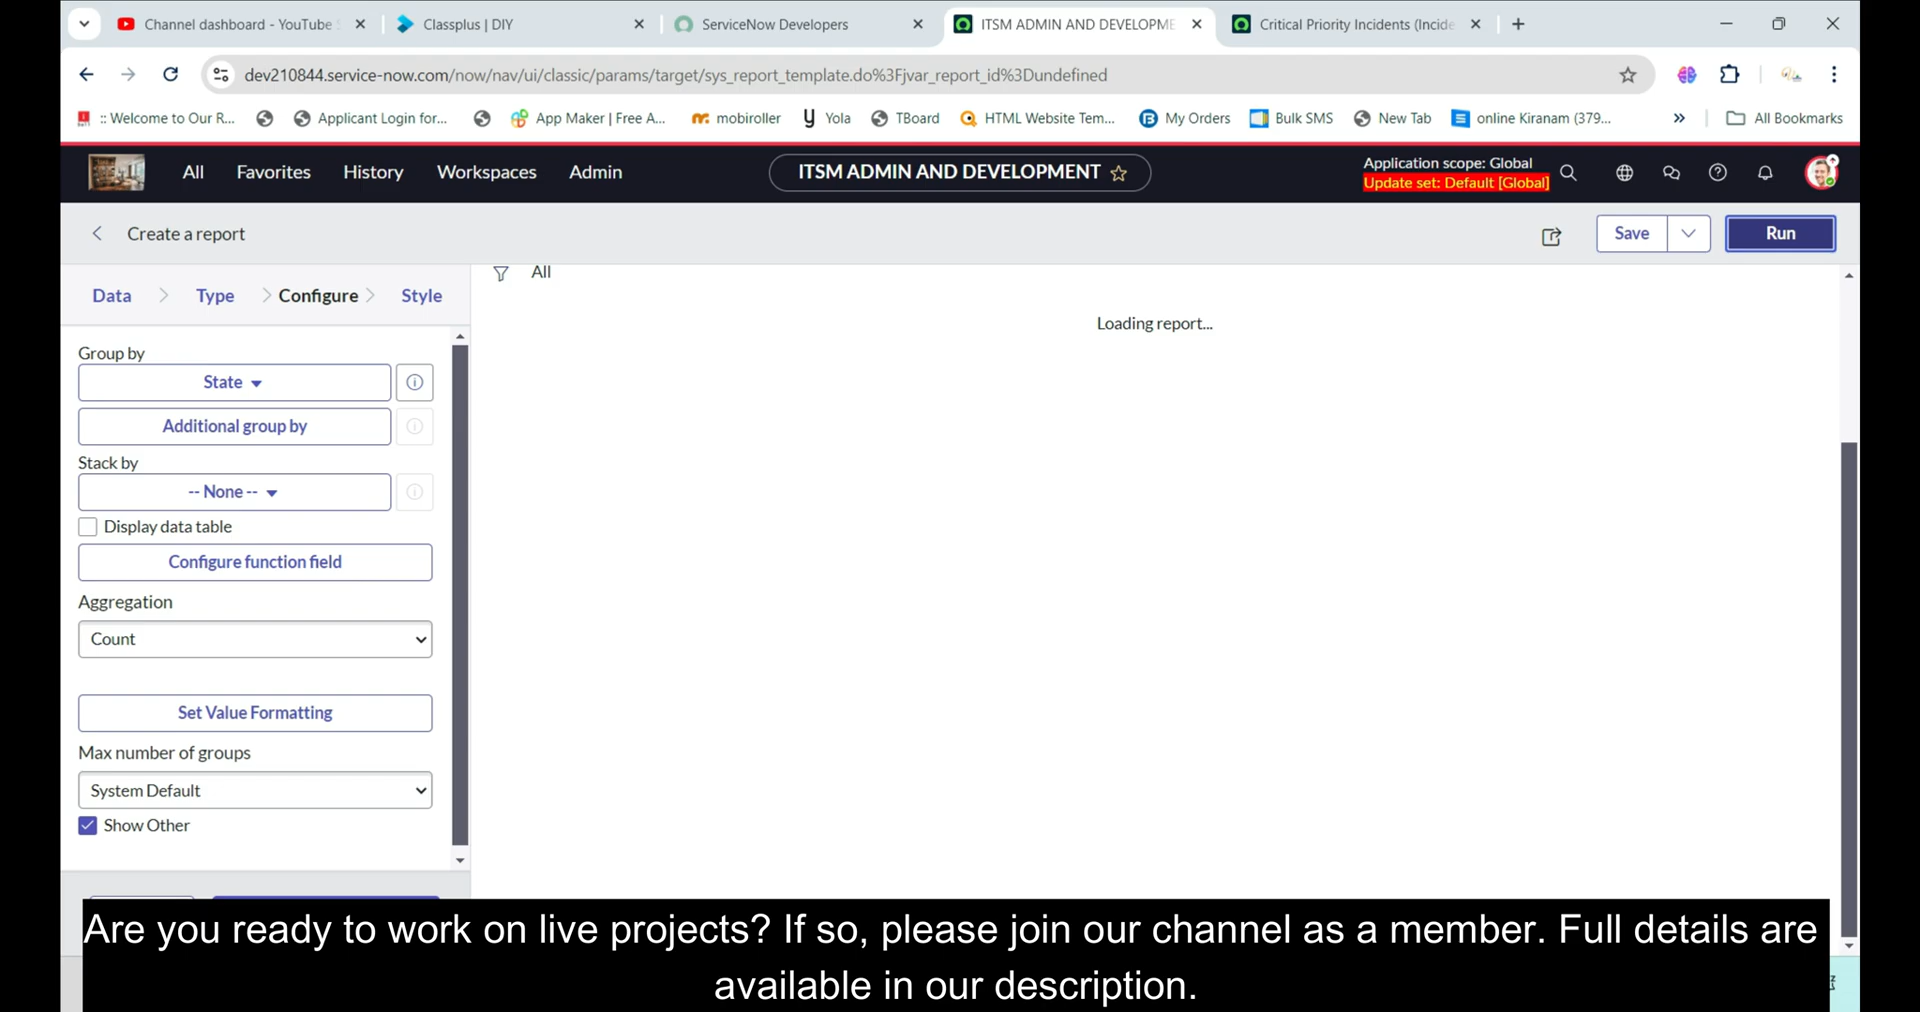 Channel dashboard - YouTube
Classplus | DIY
ServiceNow Developers
ITSM ADMIN AND DEVELOPME
Critical Priority Incidents (Incide
dev210844.service-now.com/now/nav/ui/classic/params/target/sys_report_template.do%3Fjvar_report_id%3Dundefined
:: Welcome to Our R...
Applicant Login for...
App Maker | Free A...
mobiroller
Yola
TBoard
HTML Website Tem...
My Orders
Bulk SMS
New Tab
online Kiranam (379...
All Bookmarks
All
Favorites
History
Workspaces
Admin
ITSM ADMIN AND DEVELOPMENT
Application scope: Global
Update set: Default [Global]
Create a report
Save
Run
Data
Type
Configure
Style
All
Loading report...
Group by
State
Additional group by
Stack by
-- None --
Display data table
Configure function field
Aggregation
Count
Set Value Formatting
Max number of groups
System Default
Show Other
Are you ready to work on live projects? If so, please join our channel as a member. Full details are
available in our description.